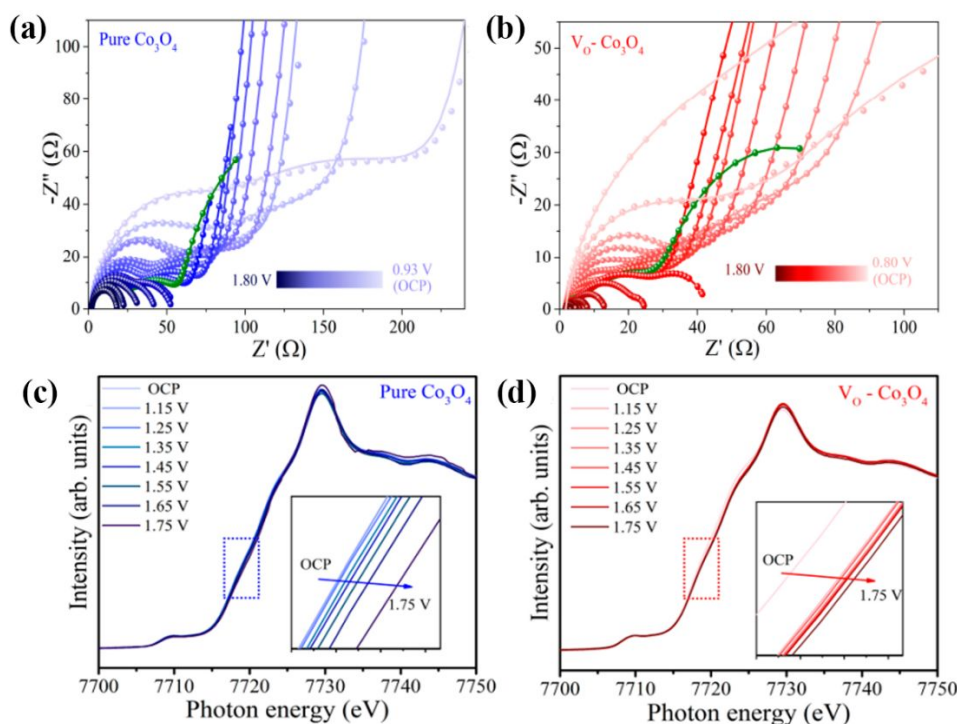 (a)
Pure Co₃O₄
100
80
60
40
20
0
-Z'' (Ω)
1.80 V
0.93 V
(OCP)
0
50
100
150
200
Z' (Ω)
(b)
Vₒ- Co₃O₄
50
40
30
20
10
0
-Z'' (Ω)
1.80 V
0.80 V
(OCP)
0
20
40
60
80
100
Z' (Ω)
(c)
Pure Co₃O₄
OCP
1.15 V
1.25 V
1.35 V
1.45 V
1.55 V
1.65 V
1.75 V
OCP
1.75 V
Intensity (arb. units)
7700
7710
7720
7730
7740
7750
Photon energy (eV)
(d)
Vₒ - Co₃O₄
OCP
1.15 V
1.25 V
1.35 V
1.45 V
1.55 V
1.65 V
1.75 V
OCP
1.75 V
Intensity (arb. units)
7700
7710
7720
7730
7740
7750
Photon energy (eV)